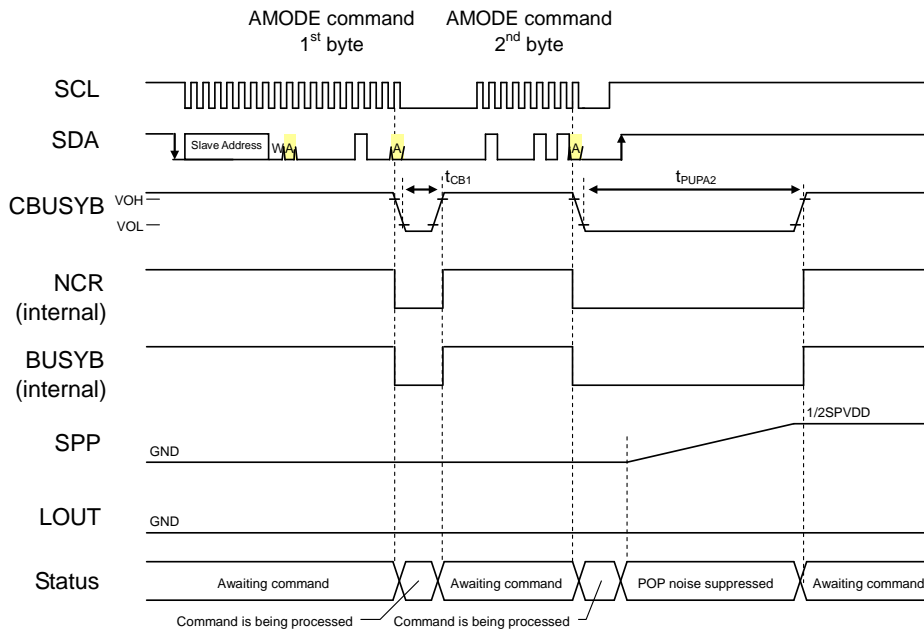 AMODE command
1st byte
AMODE command
2nd byte
SCL
SDA
Slave Address
W
A
A
A
CBUSYB
VOH
VOL
tCB1
tPUPA2
NCR
(internal)
BUSYB
(internal)
SPP
GND
1/2SPVDD
LOUT
GND
Status
Awaiting command
Awaiting command
POP noise suppressed
Awaiting command
Command is being processed
Command is being processed